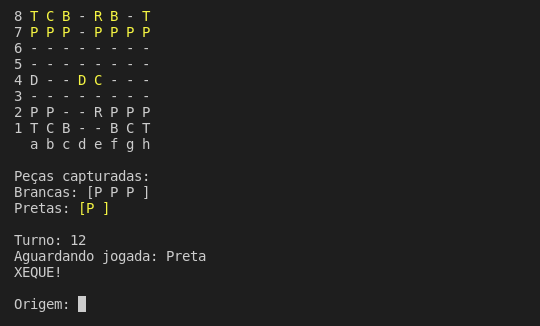 8 T C B - R B - T
7 P P P - P P P P
6 - - - - - - - -
5 - - - - - - - -
4 D - - D C - - -
3 - - - - - - - -
2 P P - - R P P P
1 T C B - - B C T
  a b c d e f g h
Peças capturadas:
Brancas: [P P P ]
Pretas: [P ]
Turno: 12
Aguardando jogada: Preta
XEQUE!
Origem: